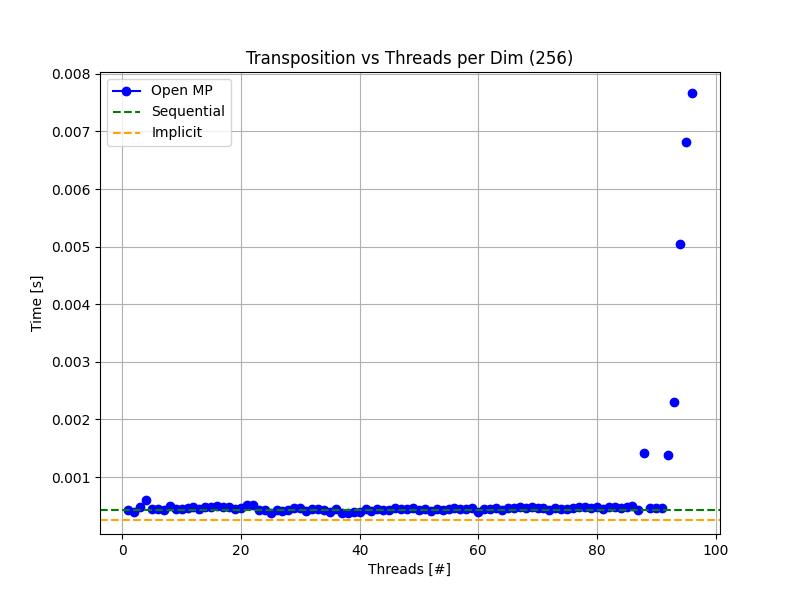 Transposition vs Threads per Dim (256)
Open MP
Sequential
Implicit
0.008
0.007
0.006
0.005
0.004
0.003
0.002
0.001
Time [s]
0 20 40 60 80 100
Threads [#]